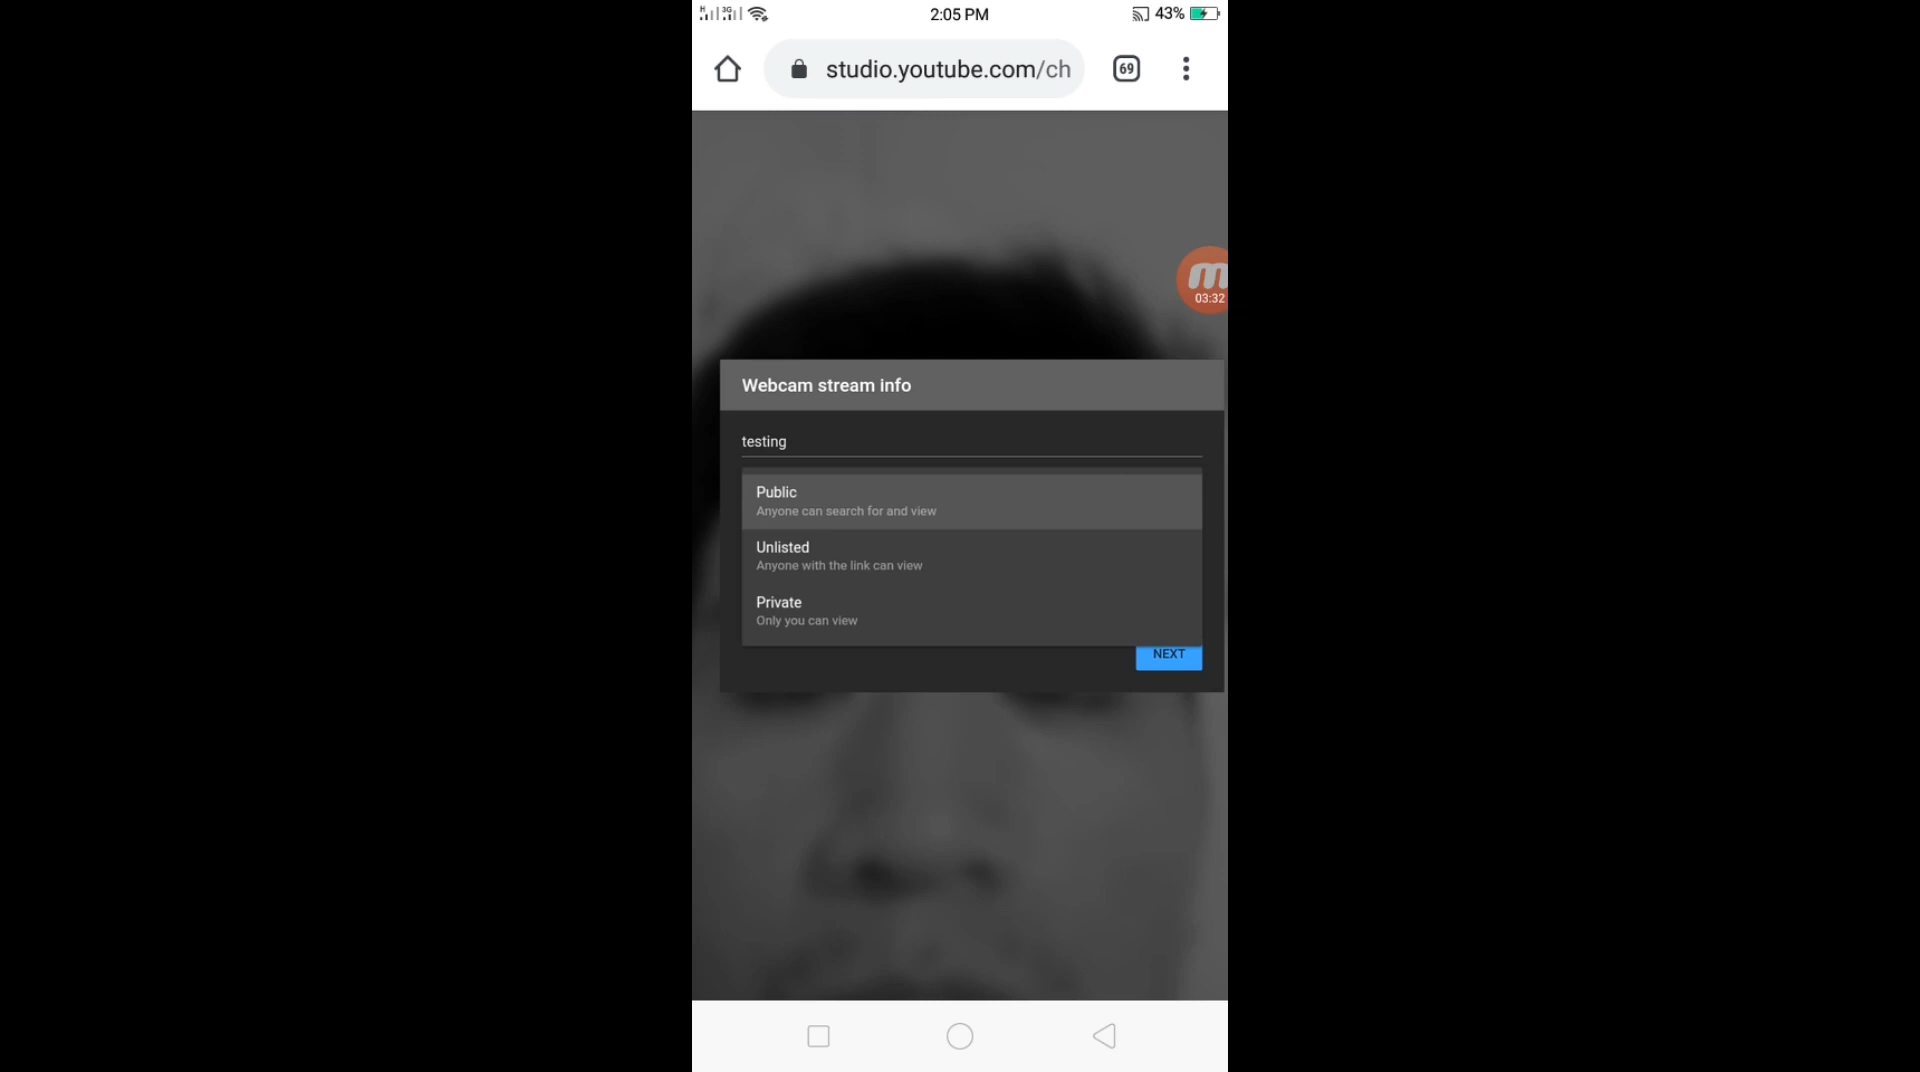 H 3G 2:05 PM 43%
studio.youtube.com/ch 69
03:32
Webcam stream info
testing
Public
Anyone can search for and view
Unlisted
Anyone with the link can view
Private
Only you can view
NEXT